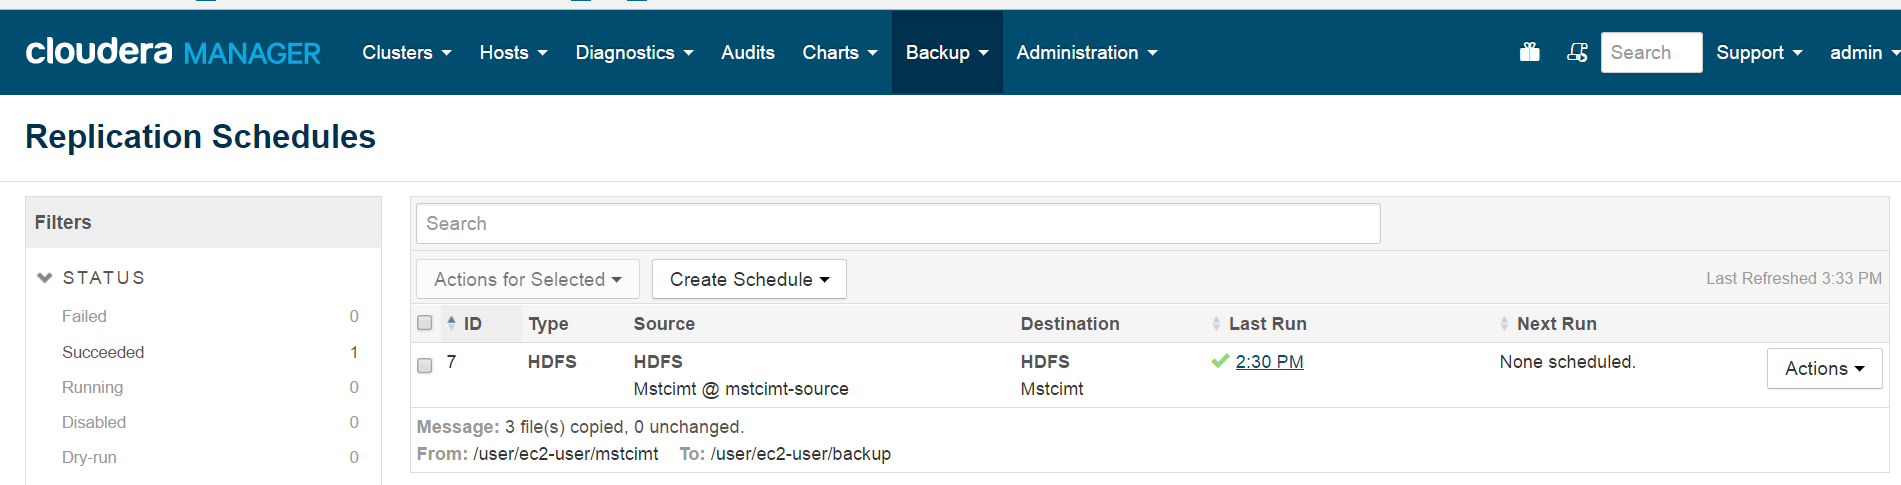 cloudera MANAGER Clusters Hosts Diagnostics Audits Charts Backup Administration Search Support admin
Replication Schedules
Filters
STATUS
Failed 0
Succeeded 1
Running 0
Disabled 0
Dry-run 0
Search
Actions for Selected Create Schedule Last Refreshed 3:33 PM
ID Type Source Destination Last Run Next Run
7 HDFS HDFS HDFS 2:30 PM None scheduled. Actions
Mstcimt @ mstcimt-source Mstcimt
Message: 3 file(s) copied, 0 unchanged.
From: /user/ec2-user/mstcimt To: /user/ec2-user/backup